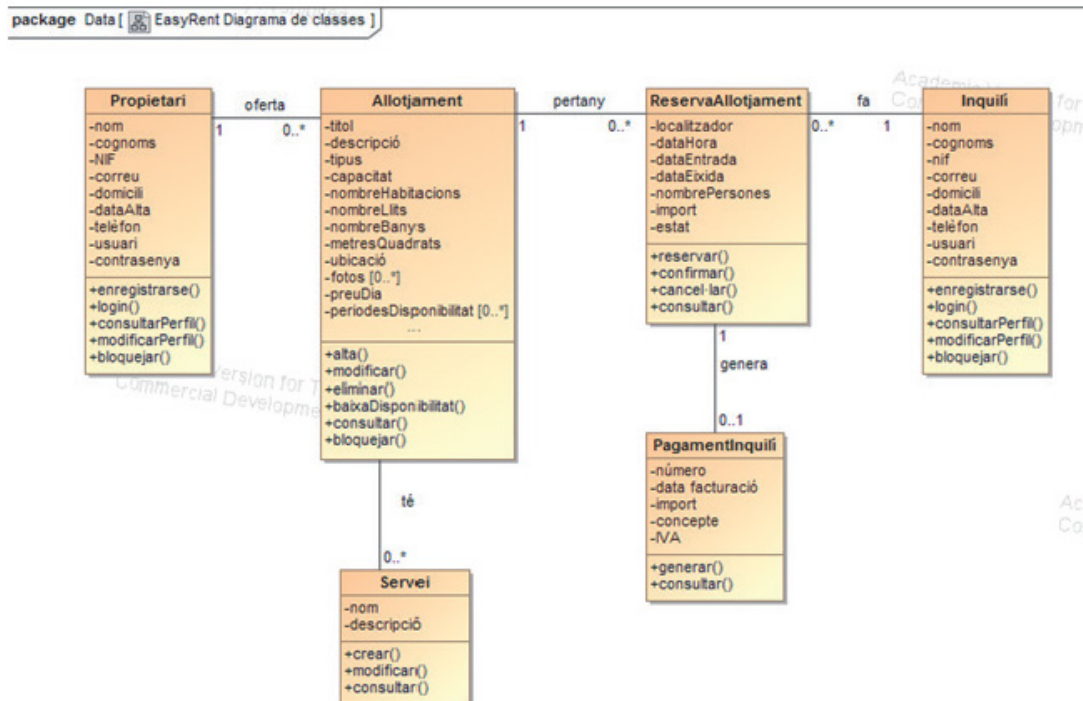 package Data [ EasyRent Diagrama de classes ]
Propietari
-nom
-cognoms
-NIF
-correu
-domicili
-dataAlta
-telèfon
-usuari
-contrasenya
+enregistrarse()
+login()
+consultarPerfil()
+modificarPerfil()
+bloquejar()
oferta
1
0..*
Allotjament
-titol
-descripció
-tipus
-capacitat
-nombreHabitacions
-nombreLlits
-nombreBanys
-metresQuadrats
-ubicació
-fotos [0..*]
-preuDia
-periodesDisponibilitat [0..*]
...
+alta()
+modificar()
+eliminar()
+baixaDisponibilitat()
+consultar()
+bloquejar()
pertany
1
0..*
ReservaAllotjament
-localitzador
-dataHora
-dataEntrada
-dataEixida
-nombrePersones
-import
-estat
+reservar()
+confirmar()
+cancel·lar()
+consultar()
fa
0..*
1
Inquilí
-nom
-cognoms
-nif
-correu
-domicili
-dataAlta
-telèfon
-usuari
-contrasenya
+enregistrarse()
+login()
+consultarPerfil()
+modificarPerfil()
+bloquejar()
1
genera
0..1
PagamentInquilí
-número
-data facturació
-import
-concepte
-IVA
+generar()
+consultar()
té
0..*
Servei
-nom
-descripció
+crear()
+modificar()
+consultar()
version for
Commercial
for